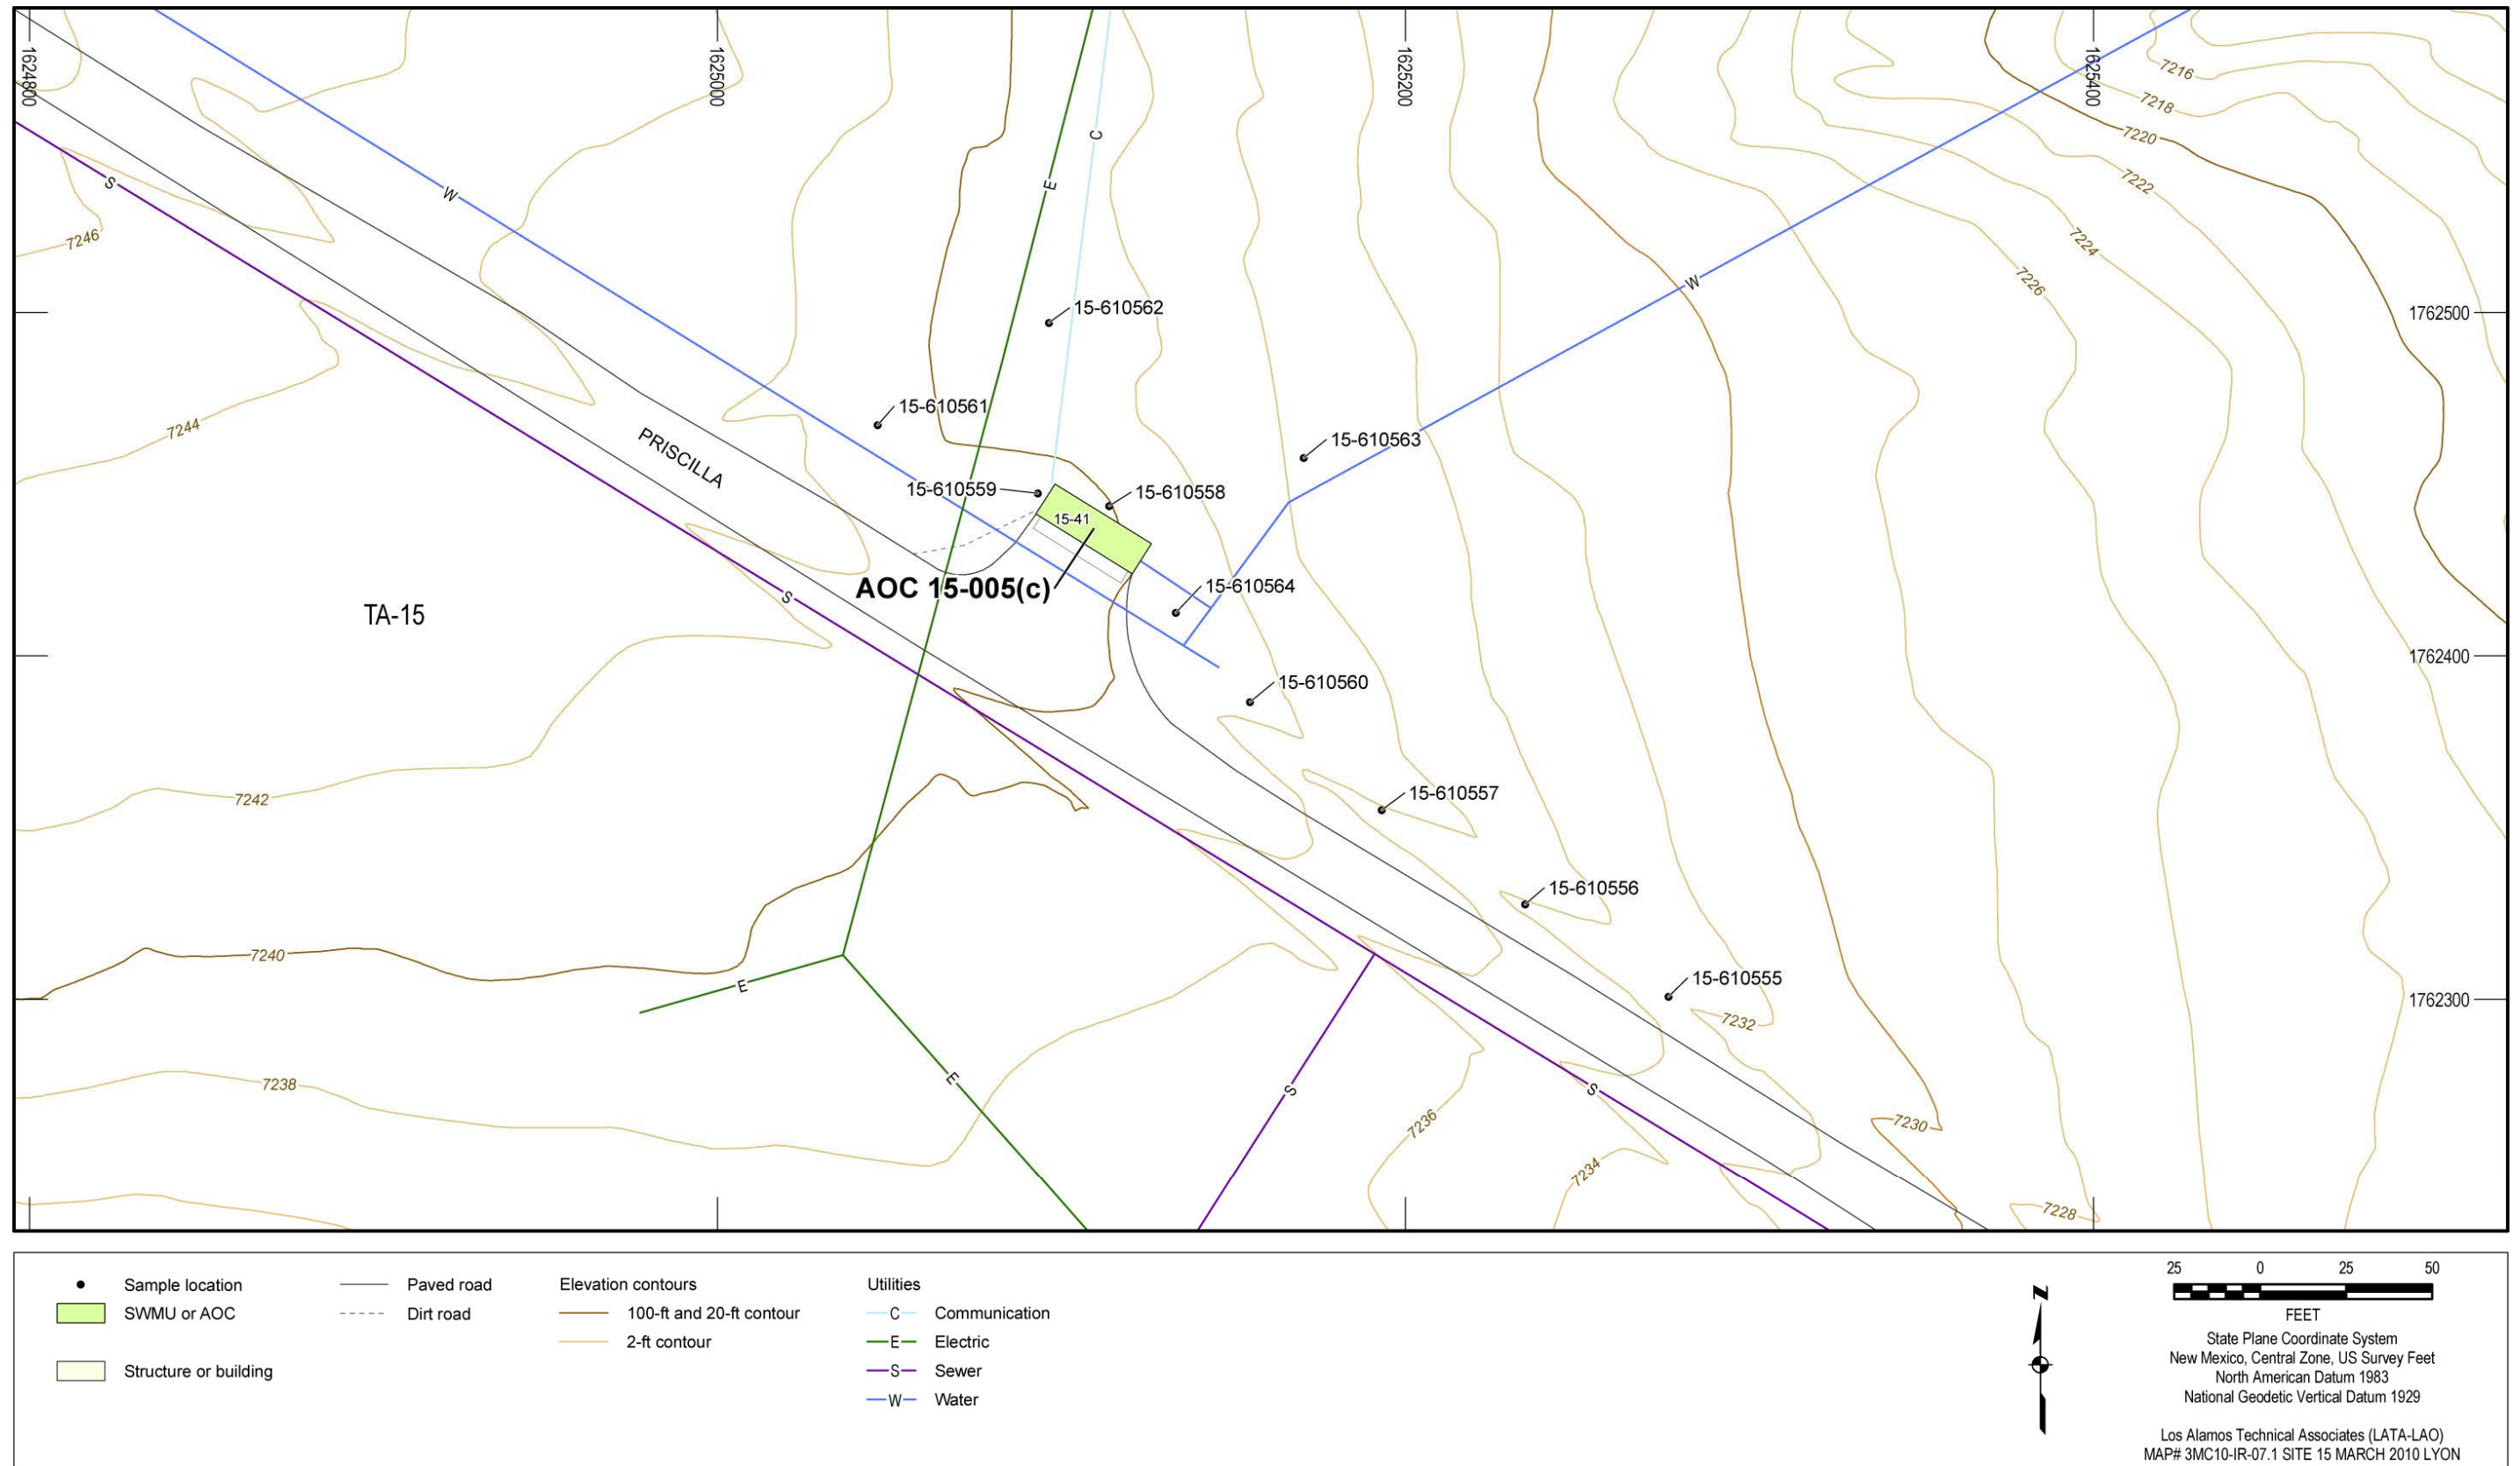 1624800
1625000
1625200
1625400
7216
7218
C
7220
S
E
W
7222
7246
7224
W
7226
15-610562
1762500
15-610561
7244
15-610563
PRISCILLA
15-610559
15-610558
15-41
AOC 15-005(c)
15-610564
S
TA-15
1762400
15-610560
7242
15-610557
15-610556
7240
15-610555
E
1762300
7232
E
7238
S
S
7236
7230
7234
7228
Sample location
SWMU or AOC
Structure or building
Paved road
Dirt road
Elevation contours
100-ft and 20-ft contour
2-ft contour
Utilities
C Communication
E Electric
S Sewer
W Water
N
25 0 25 50
FEET
State Plane Coordinate System
New Mexico, Central Zone, US Survey Feet
North American Datum 1983
National Geodetic Vertical Datum 1929
Los Alamos Technical Associates (LATA-LAO)
MAP# 3MC10-IR-07.1 SITE 15 MARCH 2010 LYON